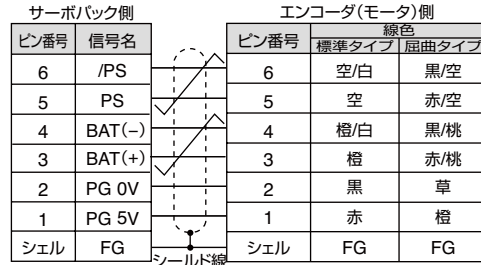 サーボパック側 エンコーダ(モータ)側
ピン番号 信号名 ピン番号 線色
標準タイプ 屈曲タイプ
6 /PS 6 空/白 黒/空
5 PS 5 空 赤/空
4 BAT(−) 4 橙/白 黒/桃
3 BAT(+) 3 橙 赤/桃
2 PG 0V 2 黒 草
1 PG 5V 1 赤 橙
シェル FG シェル FG FG
シールド線